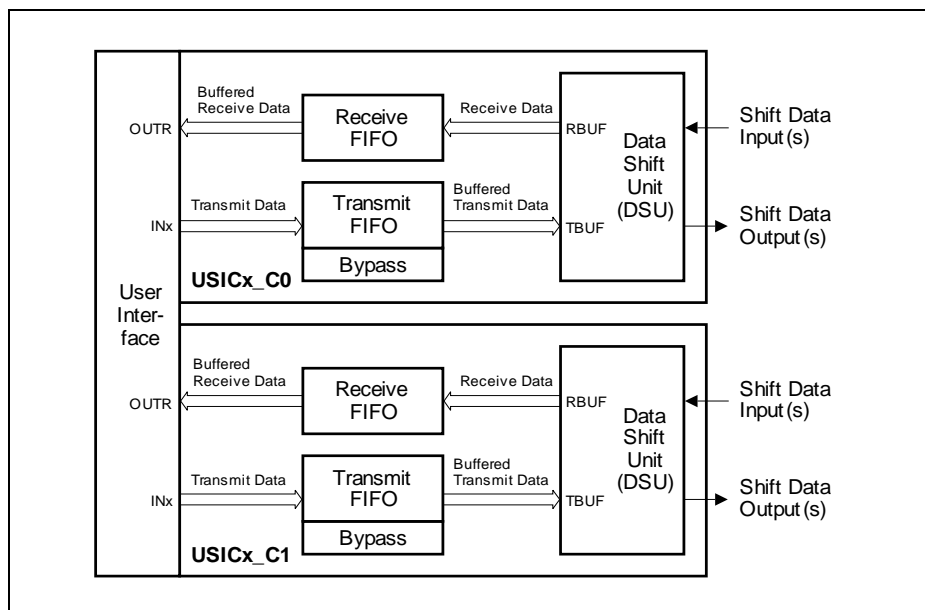 Buffered
Receive Data
OUTR
Receive
FIFO
Receive Data
RBUF
Shift Data
Input(s)
Data
Shift
Unit
(DSU)
Transmit Data
INx
Transmit
FIFO
Buffered
Transmit Data
TBUF
Shift Data
Output(s)
Bypass
USICx_C0
User
Inter-
face
Buffered
Receive Data
OUTR
Receive
FIFO
Receive Data
RBUF
Shift Data
Input(s)
Data
Shift
Unit
(DSU)
Transmit Data
INx
Transmit
FIFO
Buffered
Transmit Data
TBUF
Shift Data
Output(s)
Bypass
USICx_C1